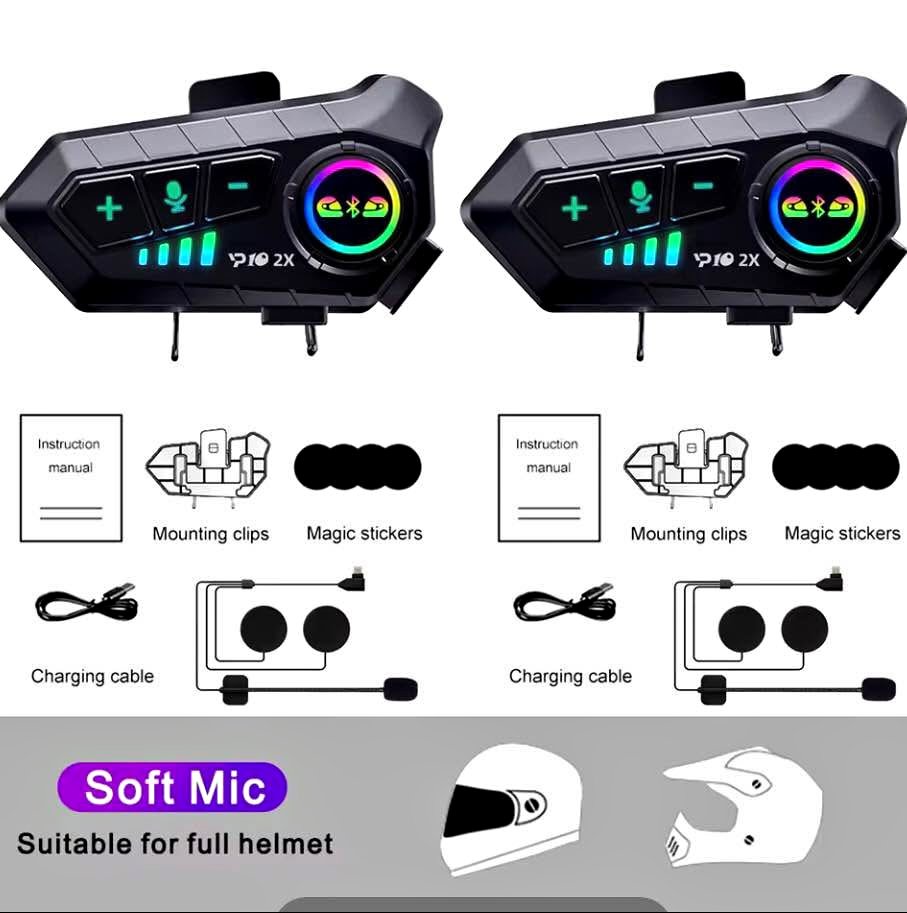 YP10 2X
YP10 2X
Instruction
manual
Mounting clips
Magic stickers
Instruction
manual
Mounting clips
Magic stickers
Charging cable
Charging cable
Soft Mic
Suitable for full helmet